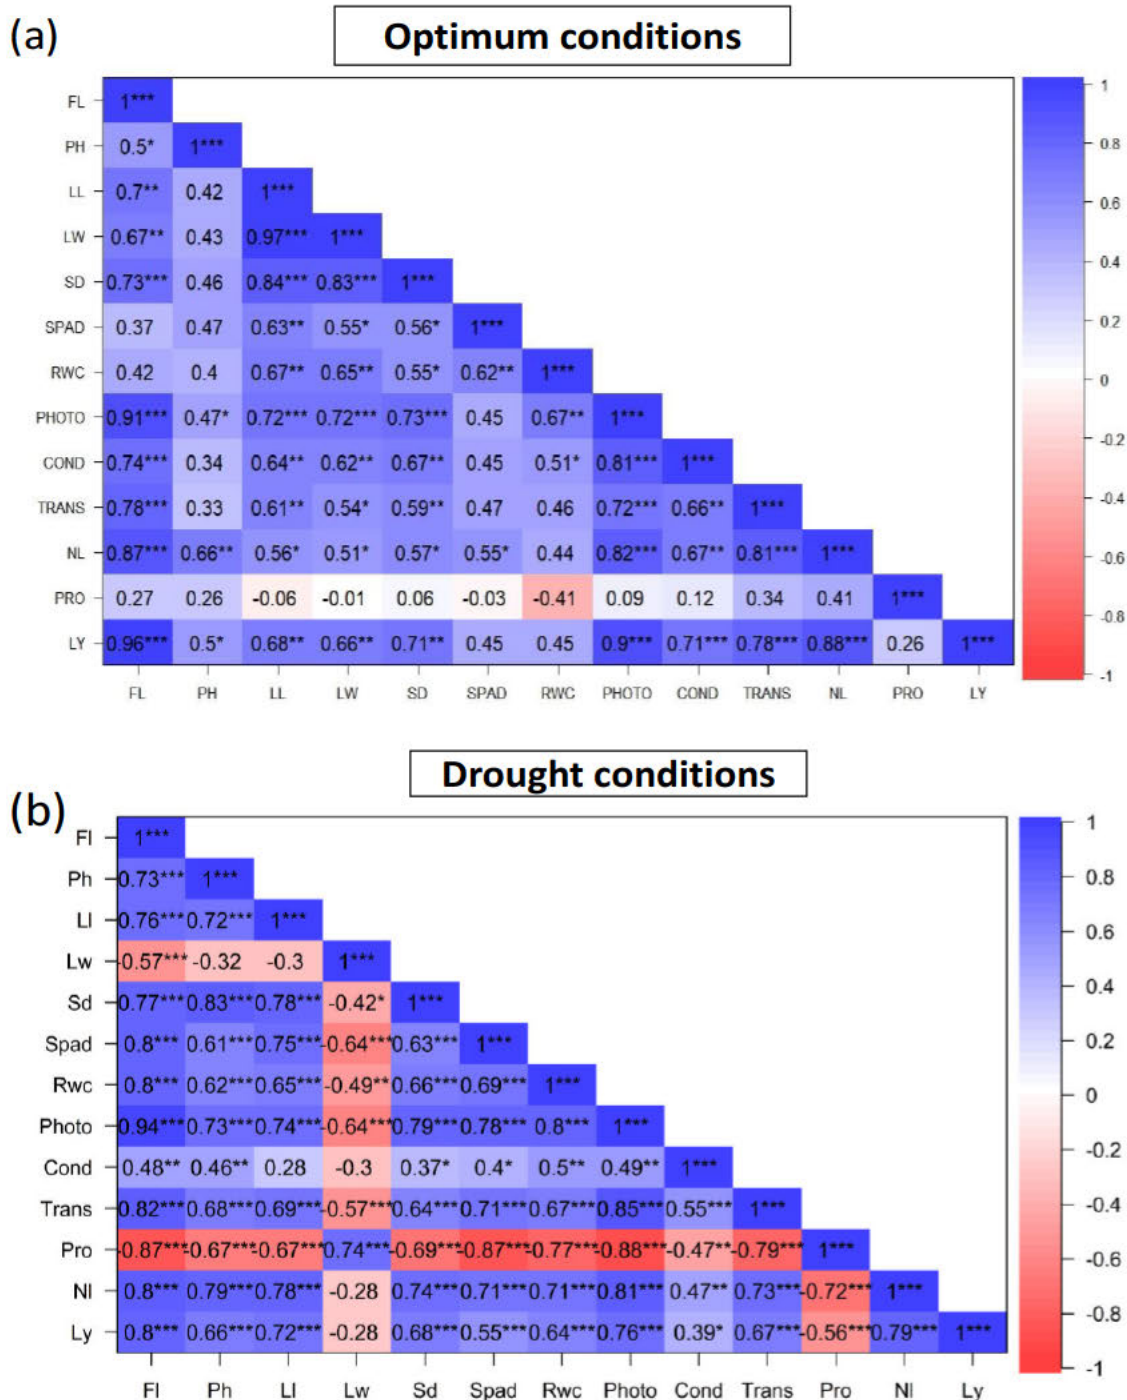 (a)
Optimum conditions
FL 1***
PH 0.5* 1***
LL 0.7** 0.42 1***
LW 0.67** 0.43 0.97*** 1***
SD 0.73*** 0.46 0.84*** 0.83*** 1***
SPAD 0.37 0.47 0.63** 0.55* 0.56* 1***
RWC 0.42 0.4 0.67** 0.65** 0.55* 0.62** 1***
PHOTO 0.91*** 0.47* 0.72*** 0.72*** 0.73*** 0.45 0.67** 1***
COND 0.74*** 0.34 0.64** 0.62** 0.67** 0.45 0.51* 0.81*** 1***
TRANS 0.78*** 0.33 0.61** 0.54* 0.59** 0.47 0.46 0.72*** 0.66** 1***
NL 0.87*** 0.66** 0.56* 0.51* 0.57* 0.55* 0.44 0.82*** 0.67** 0.81*** 1***
PRO 0.27 0.26 -0.06 -0.01 0.06 -0.03 -0.41 0.09 0.12 0.34 0.41 1***
LY 0.96*** 0.5* 0.68** 0.66** 0.71** 0.45 0.45 0.9*** 0.71*** 0.78*** 0.88*** 0.26 1***
FL PH LL LW SD SPAD RWC PHOTO COND TRANS NL PRO LY
1
0.8
0.6
0.4
0.2
0
-0.2
-0.4
-0.6
-0.8
-1
Drought conditions
(b)
Fl 1***
Ph 0.73*** 1***
Ll 0.76*** 0.72*** 1***
Lw -0.57*** -0.32 -0.3 1***
Sd 0.77*** 0.83*** 0.78*** -0.42* 1***
Spad 0.8*** 0.61*** 0.75*** -0.64*** 0.63*** 1***
Rwc 0.8*** 0.62*** 0.65*** -0.49** 0.66*** 0.69*** 1***
Photo 0.94*** 0.73*** 0.74*** -0.64*** 0.79*** 0.78*** 0.8*** 1***
Cond 0.48** 0.46** 0.28 -0.3 0.37* 0.4* 0.5** 0.49** 1***
Trans 0.82*** 0.68*** 0.69*** -0.57*** 0.64*** 0.71*** 0.67*** 0.85*** 0.55*** 1***
Pro -0.87*** -0.67*** -0.67*** 0.74*** -0.69*** -0.87*** -0.77*** -0.88*** -0.47** -0.79*** 1***
Nl 0.8*** 0.79*** 0.78*** -0.28 0.74*** 0.71*** 0.71*** 0.81*** 0.47** 0.73*** -0.72*** 1***
Ly 0.8*** 0.66*** 0.72*** -0.28 0.68*** 0.55*** 0.64*** 0.76*** 0.39* 0.67*** -0.56*** 0.79*** 1***
Fl Ph Ll Lw Sd Spad Rwc Photo Cond Trans Pro Nl Ly
1
0.8
0.6
0.4
0.2
0
-0.2
-0.4
-0.6
-0.8
-1